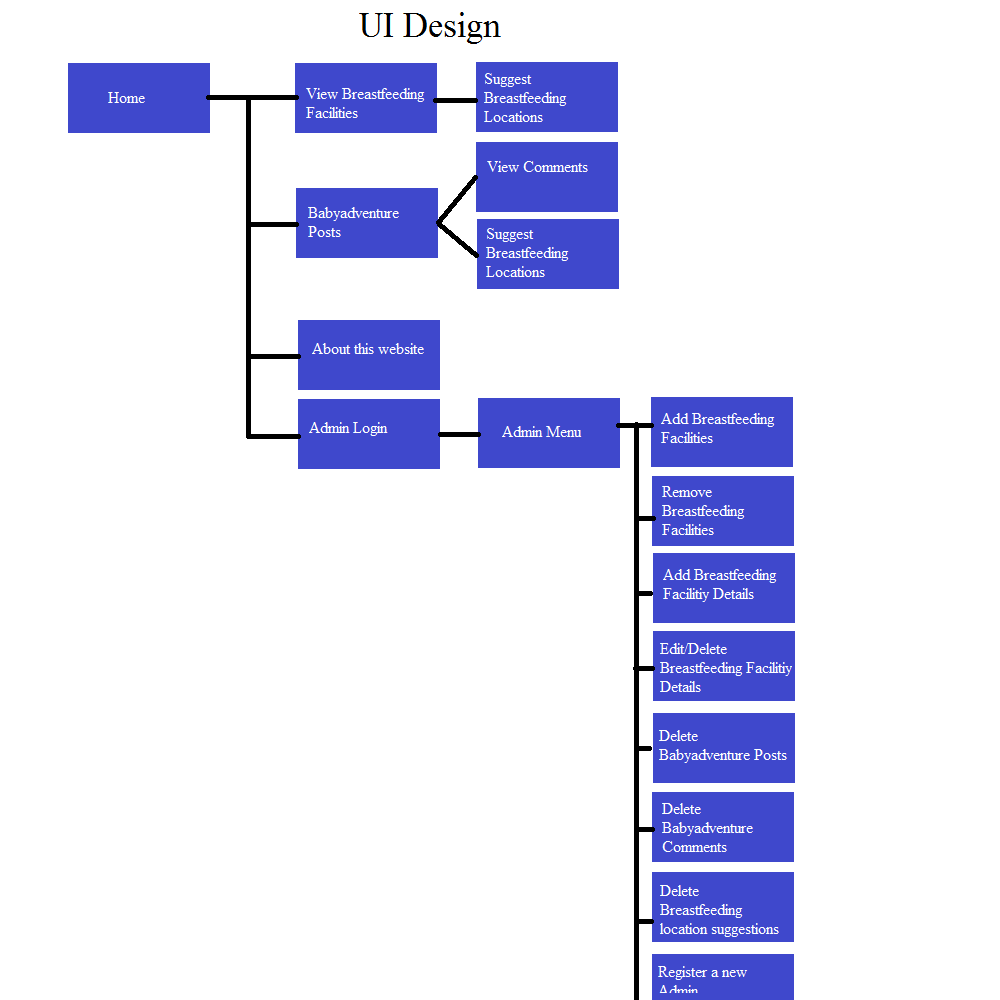 UI Design
Home
View Breastfeeding
Facilities
Suggest
Breastfeeding
Locations
Babyadventure
Posts
View Comments
Suggest
Breastfeeding
Locations
About this website
Admin Login
Admin Menu
Add Breastfeeding
Facilities
Remove
Breastfeeding
Facilities
Add Breastfeeding
Facilitiy Details
Edit/Delete
Breastfeeding Facilitiy
Details
Delete
Babyadventure Posts
Delete
Babyadventure
Comments
Delete
Breastfeeding
location suggestions
Register a new
Admin